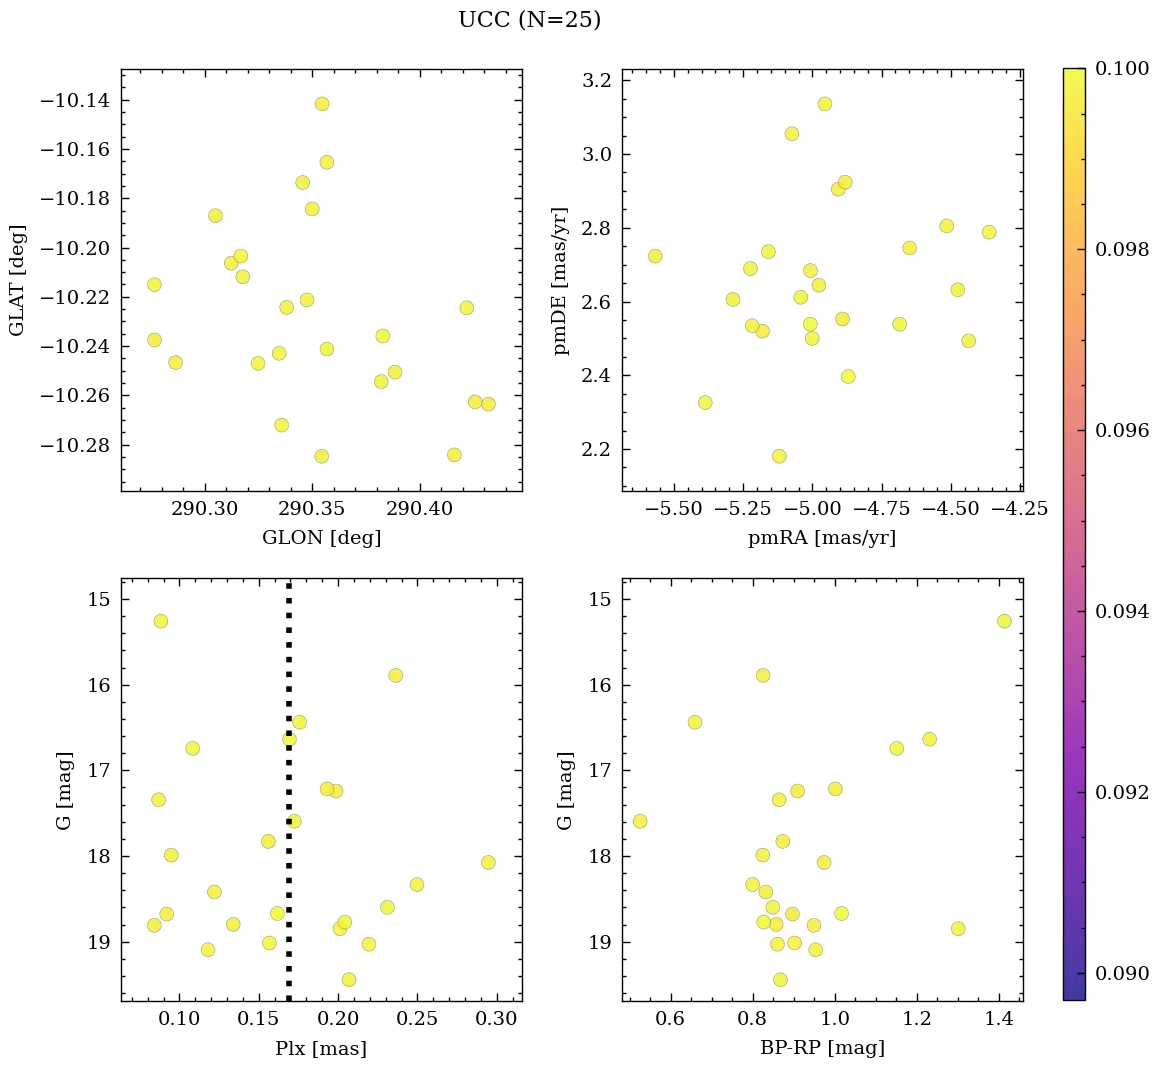 UCC (N=25)
−10.14
−10.16
−10.18
−10.20
−10.22
−10.24
−10.26
−10.28
GLAT [deg]
290.30 290.35 290.40
GLON [deg]
3.2
3.0
2.8
2.6
2.4
2.2
pmDE [mas/yr]
−5.50 −5.25 −5.00 −4.75 −4.50 −4.25
pmRA [mas/yr]
15
16
17
18
19
G [mag]
0.10 0.15 0.20 0.25 0.30
Plx [mas]
15
16
17
18
19
G [mag]
0.6 0.8 1.0 1.2 1.4
BP-RP [mag]
0.100
0.098
0.096
0.094
0.092
0.090